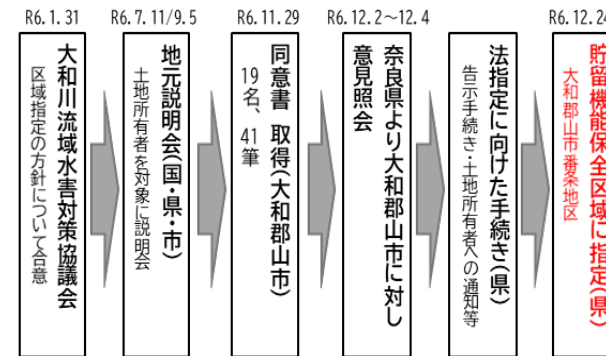 R6.1.31
大和川流域水害対策協議会
区域指定の方針について合意
R6.7.11/9.5
地元説明会(国・県・市)
土地所有者を対象に説明会
R6.11.29
同意書 取得(大和郡山市)
19名、41筆
R6.12.2～12.4
奈良県より大和郡山市に対し
意見照会
法指定に向けた手続き(県)
告示手続き・土地所有者への通知等
R6.12.24
貯留機能保全区域に指定(県)
大和郡山市番条地区